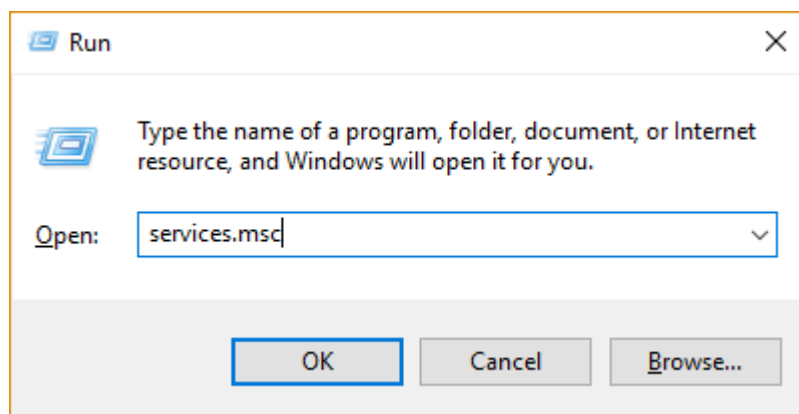 Run
Type the name of a program, folder, document, or Internet
resource, and Windows will open it for you.
Open: services.msc
OK Cancel Browse...